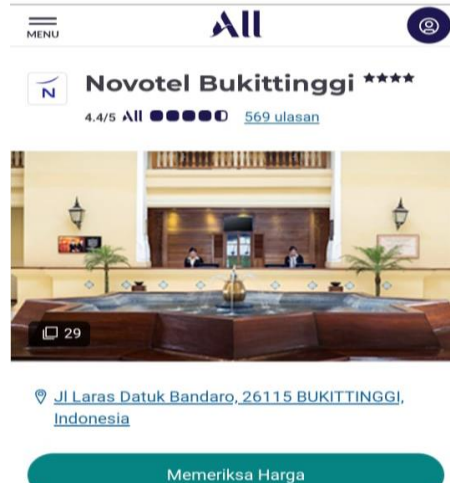 MENU
All
N
Novotel Bukittinggi ****
4.4/5 All 569 ulasan
29
Jl Laras Datuk Bandaro, 26115 BUKITTINGGI,
Indonesia
Memeriksa Harga